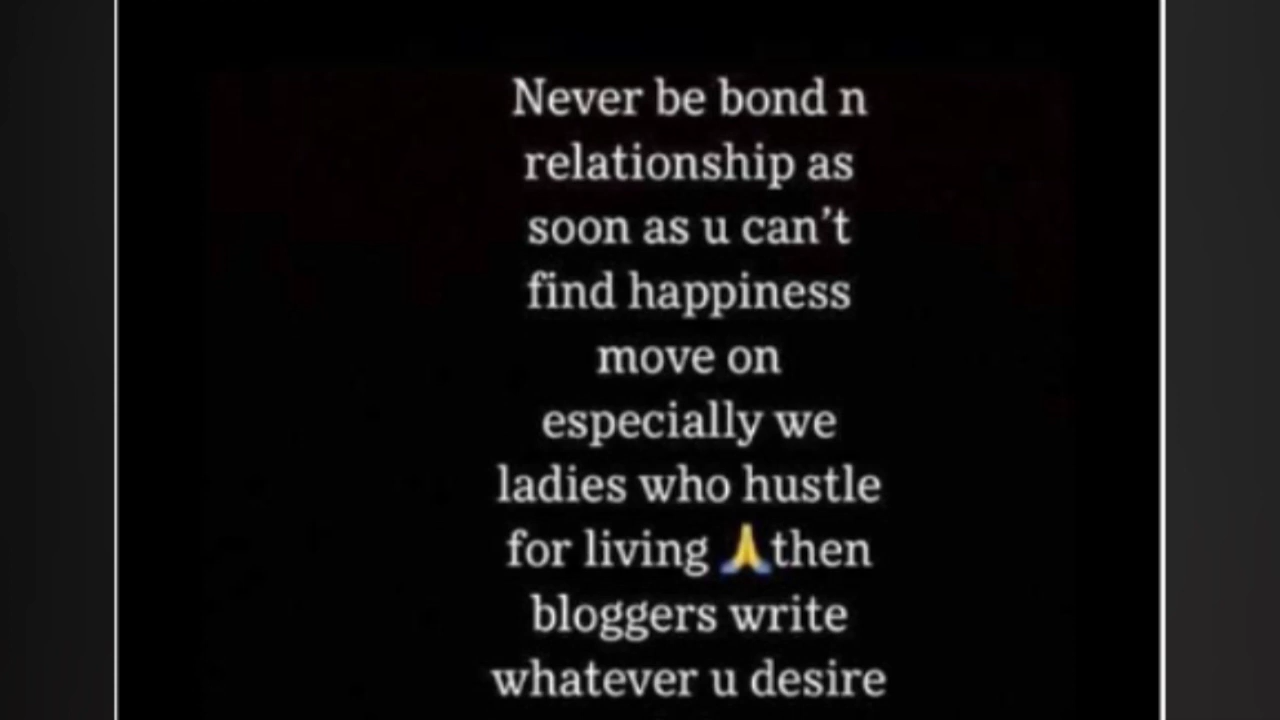 Never be bond n
relationship as
soon as u can’t
find happiness
move on
especially we
ladies who hustle
for living 🙏then
bloggers write
whatever u desire